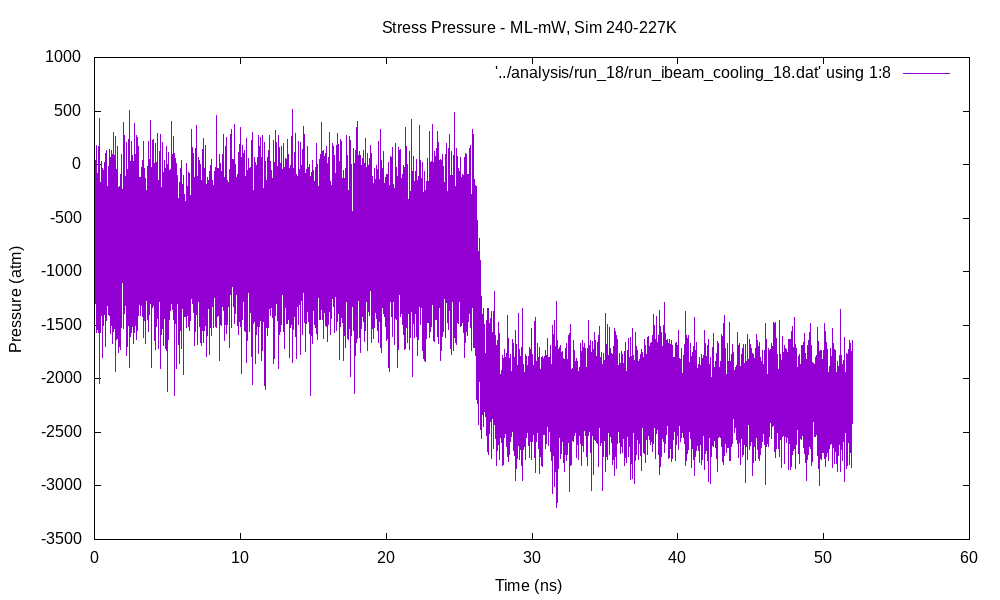 Stress Pressure - ML-mW, Sim 240-227K
'../analysis/run_18/run_ibeam_cooling_18.dat' using 1:8
Pressure (atm)
1000
500
0
-500
-1000
-1500
-2000
-2500
-3000
-3500
0 10 20 30 40 50 60
Time (ns)